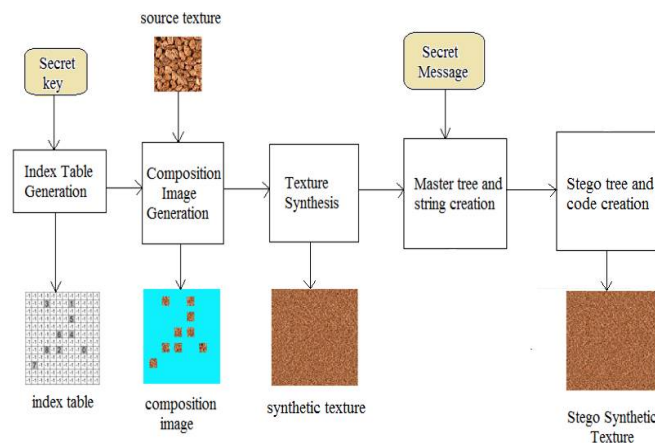 source texture
Secret
key
Secret
Message
Index Table
Generation
Composition
Image
Generation
Texture
Synthesis
Master tree and
string creation
Stego tree and
code creation
index table
composition
image
synthetic texture
Stego Synthetic
Texture